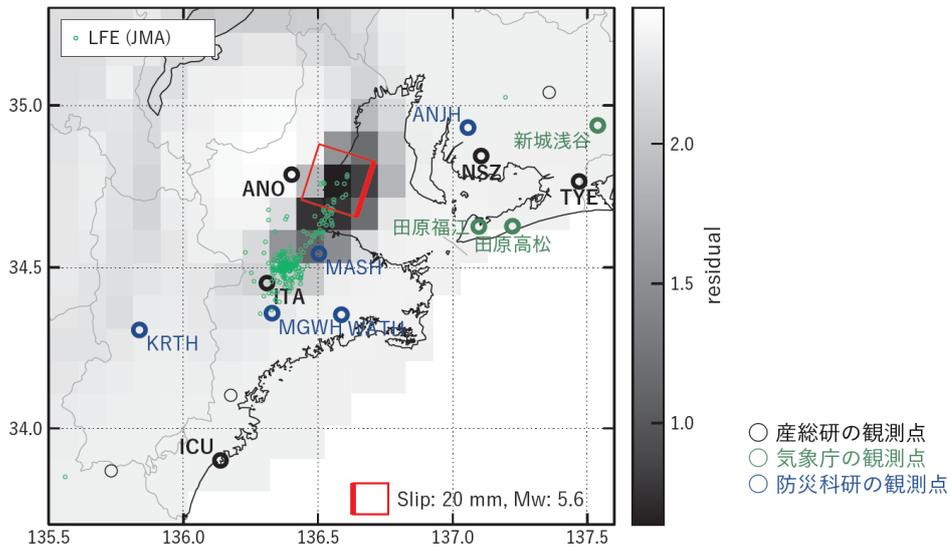 LFE (JMA)
35.0
34.5
34.0
135.5
136.0
136.5
137.0
137.5
ANJH
新城浅谷
NSZ
ANO
TYE
田原福江
田原高松
MASH
ITA
MGWH
WATH
KRTH
ICU
Slip: 20 mm, Mw: 5.6
2.0
1.5
1.0
residual
産総研の観測点
気象庁の観測点
防災科研の観測点